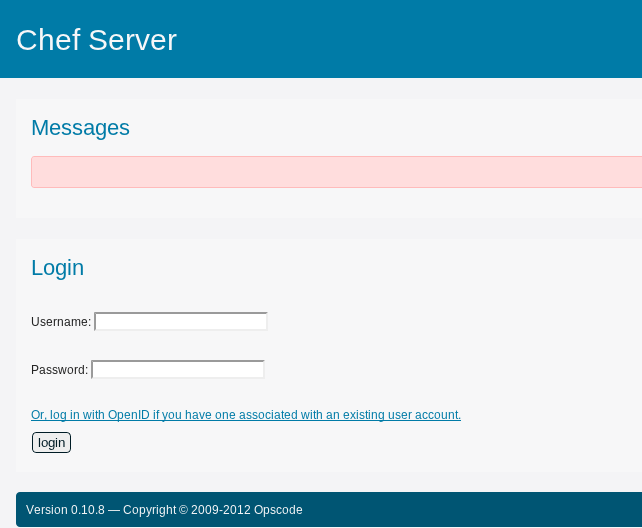 Chef Server
Messages
Login
Username:
Password:
Or, log in with OpenID if you have one associated with an existing user account.
login
Version 0.10.8 — Copyright © 2009-2012 Opscode